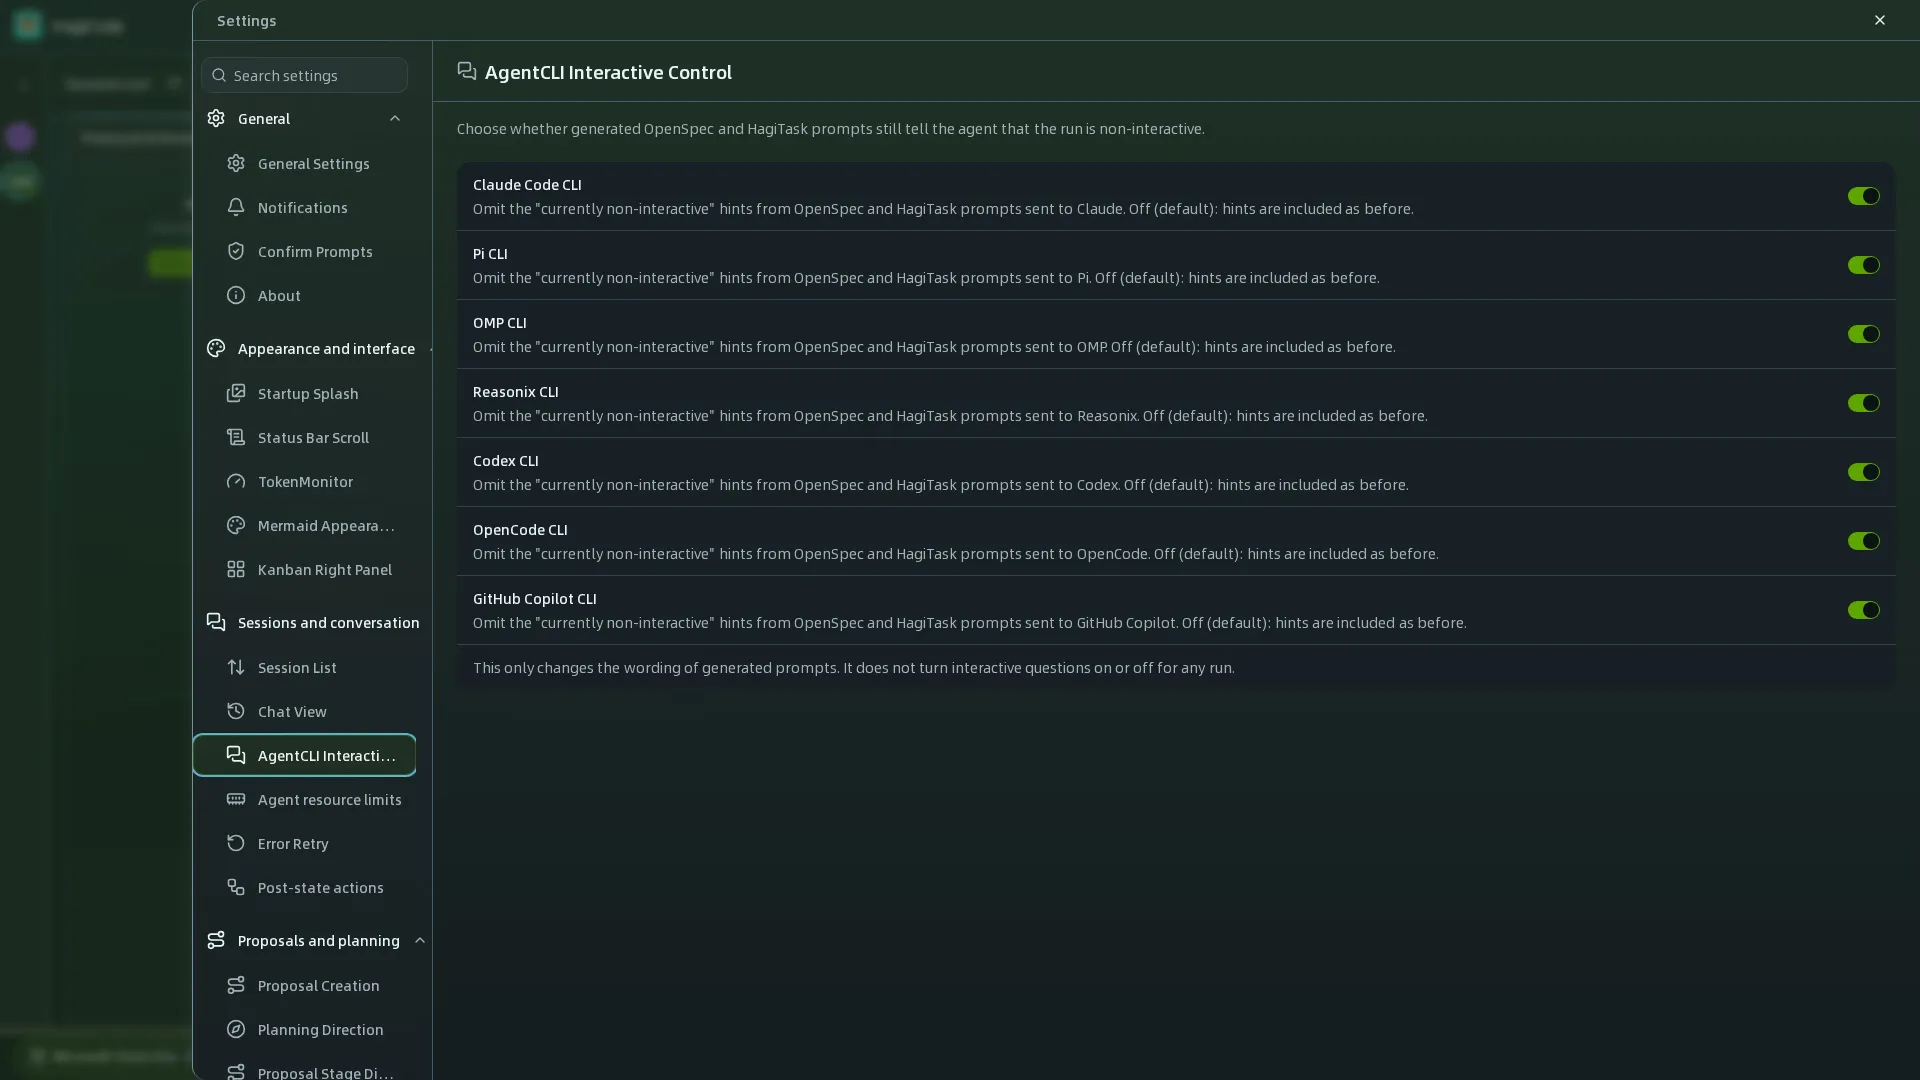 Settings
Search settings
General
General Settings
Notifications
Confirm Prompts
About
Appearance and interface
Startup Splash
Status Bar Scroll
TokenMonitor
Mermaid Appeara...
Kanban Right Panel
Sessions and conversation
Session List
Chat View
AgentCLI Interacti...
Agent resource limits
Error Retry
Post-state actions
Proposals and planning
Proposal Creation
Planning Direction
Proposal Stage Di...
AgentCLI Interactive Control
Choose whether generated OpenSpec and HagiTask prompts still tell the agent that the run is non-interactive.
Claude Code CLI
Omit the "currently non-interactive" hints from OpenSpec and HagiTask prompts sent to Claude. Off (default): hints are included as before.
Pi CLI
Omit the "currently non-interactive" hints from OpenSpec and HagiTask prompts sent to Pi. Off (default): hints are included as before.
OMP CLI
Omit the "currently non-interactive" hints from OpenSpec and HagiTask prompts sent to OMP. Off (default): hints are included as before.
Reasonix CLI
Omit the "currently non-interactive" hints from OpenSpec and HagiTask prompts sent to Reasonix. Off (default): hints are included as before.
Codex CLI
Omit the "currently non-interactive" hints from OpenSpec and HagiTask prompts sent to Codex. Off (default): hints are included as before.
OpenCode CLI
Omit the "currently non-interactive" hints from OpenSpec and HagiTask prompts sent to OpenCode. Off (default): hints are included as before.
GitHub Copilot CLI
Omit the "currently non-interactive" hints from OpenSpec and HagiTask prompts sent to GitHub Copilot. Off (default): hints are included as before.
This only changes the wording of generated prompts. It does not turn interactive questions on or off for any run.